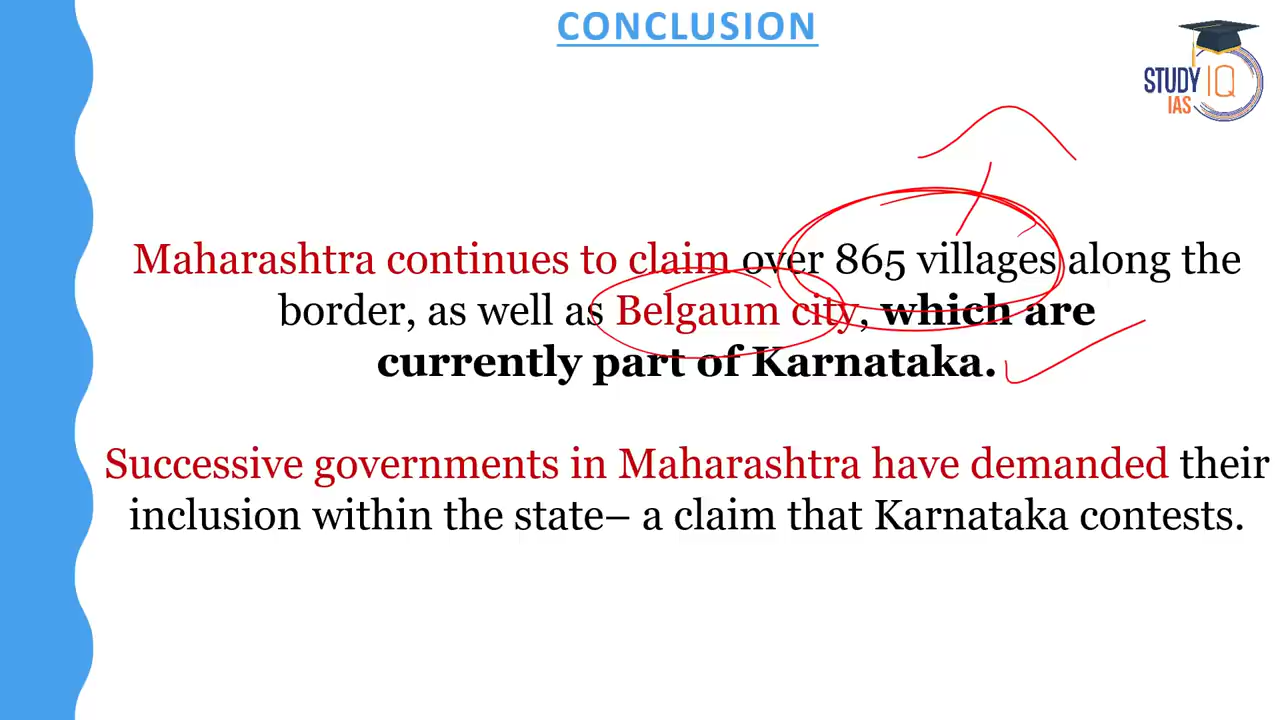 CONCLUSION
STUDY IQ
IAS
Maharashtra continues to claim over 865 villages along the
border, as well as Belgaum city, which are
currently part of Karnataka.
Successive governments in Maharashtra have demanded their
inclusion within the state– a claim that Karnataka contests.